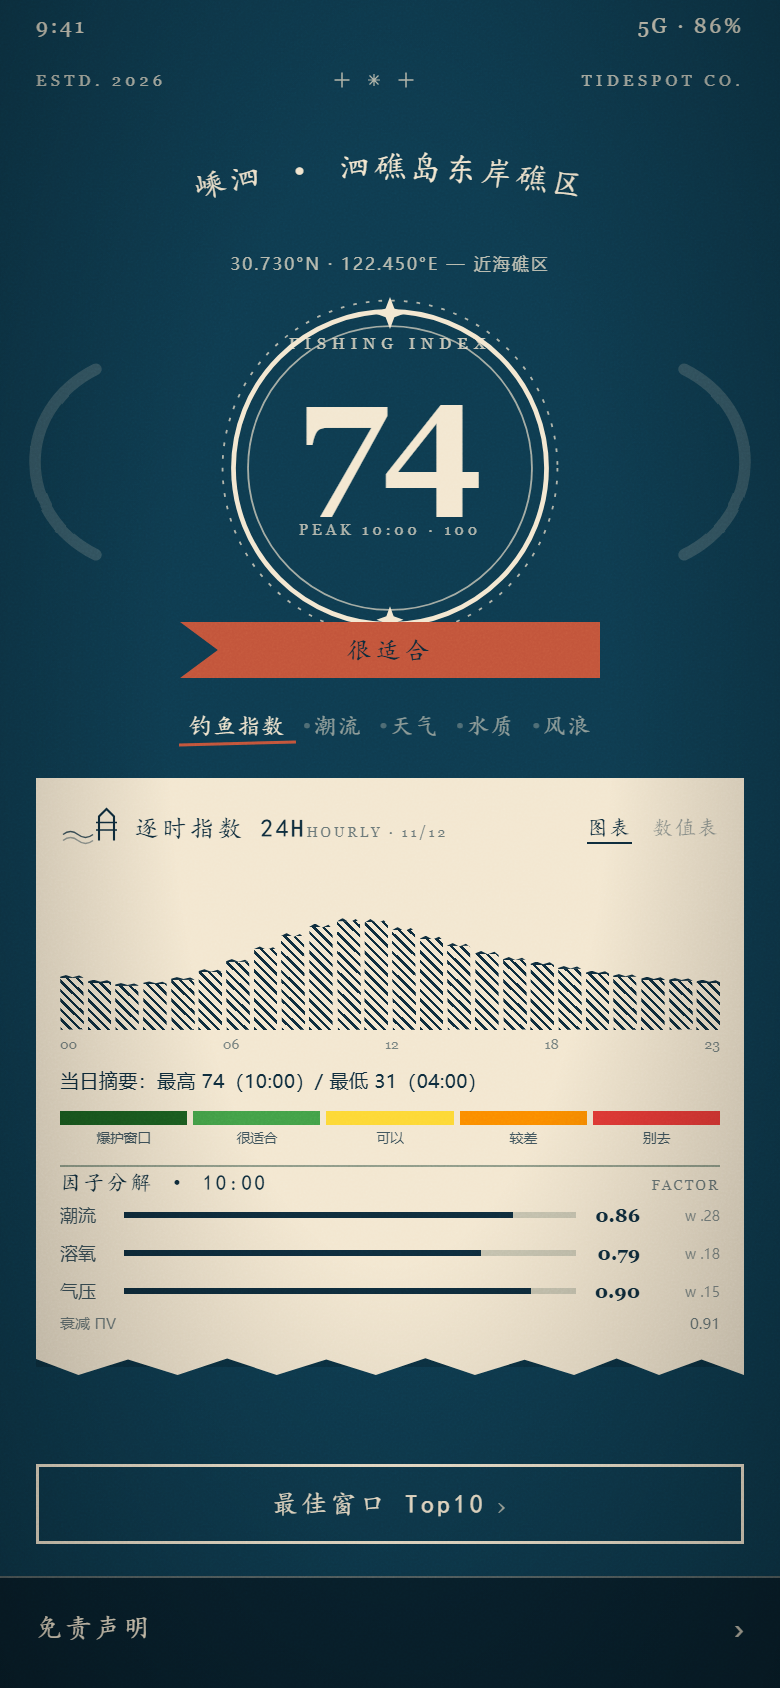 9:41 5G · 86%
ESTD. 2026 TIDESPOT CO.
嵊泗 • 泗礁岛东岸礁区
30.730°N · 122.450°E — 近海礁区
FISHING INDEX
74
PEAK 10:00 · 100
很适合
钓鱼指数 •潮流 •天气 •水质 •风浪
逐时指数 24H HOURLY · 11/12 图表 数值表
00 06 12 18 23
当日摘要：最高 74（10:00）/ 最低 31（04:00）
爆护窗口 很适合 可以 较差 别去
因子分解 • 10:00 FACTOR
潮流 0.86 w .28
溶氧 0.79 w .18
气压 0.90 w .15
衰减 ΠV 0.91
最佳窗口 Top10 ›
免责声明 ›